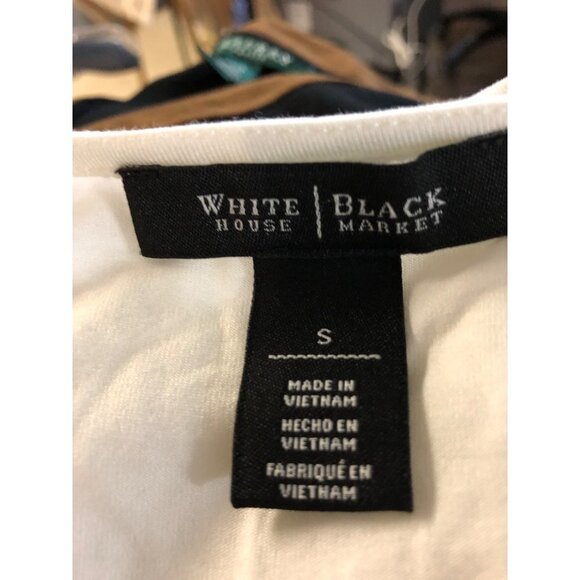 WHITE | BLACK
HOUSE | MARKET
S
MADE IN
VIETNAM
HECHO EN
VIETNAM
FABRIQUÉ EN
VIETNAM